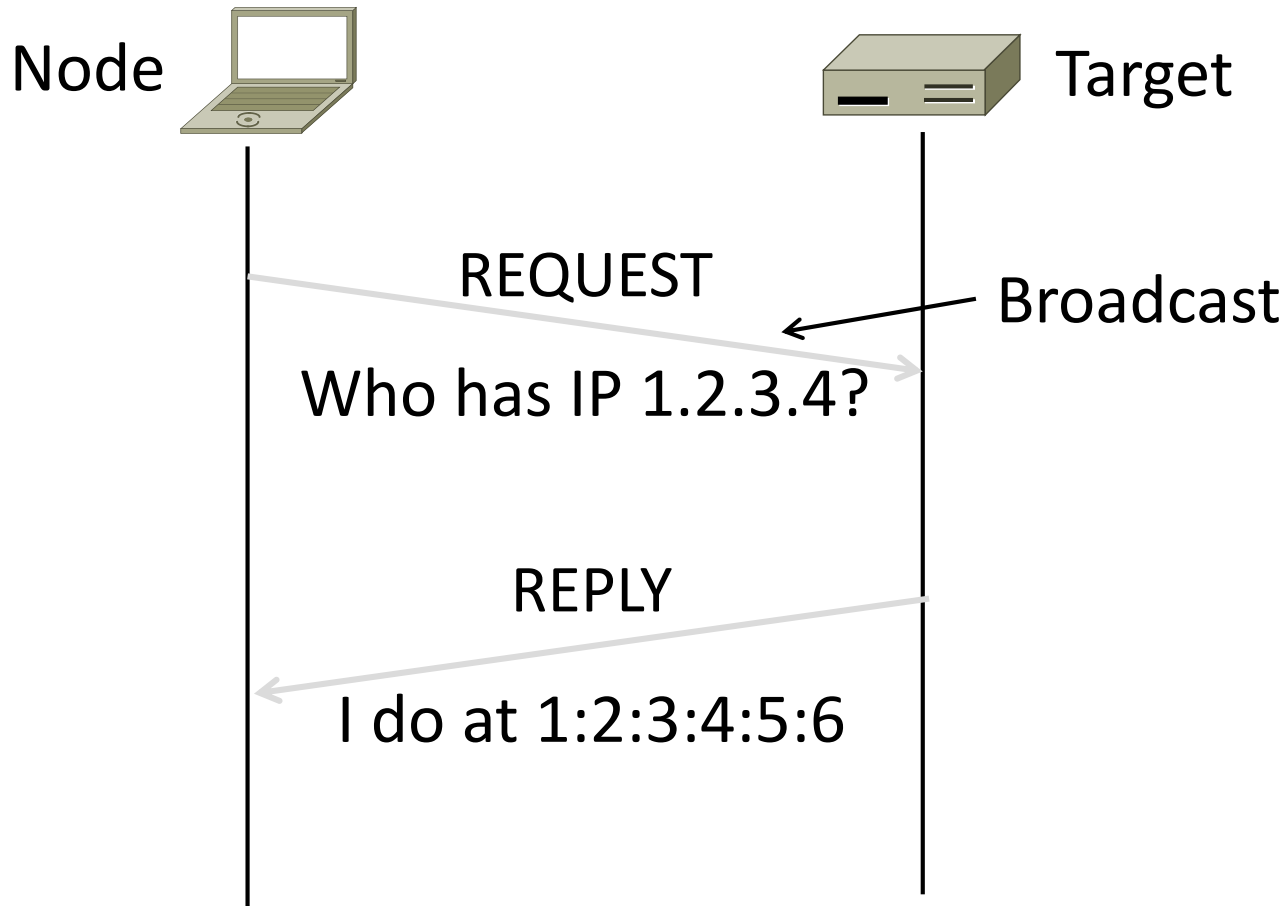 Node
Target
REQUEST
Broadcast
Who has IP 1.2.3.4?
REPLY
I do at 1:2:3:4:5:6